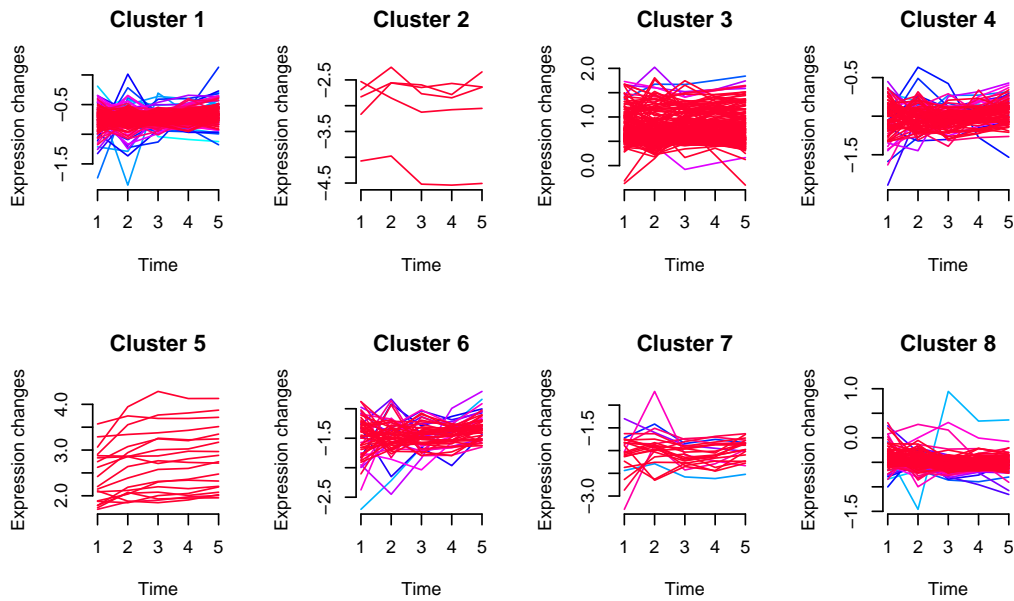 Cluster 1
Expression changes
−0.5
−1.5
1 2 3 4 5
Time
Cluster 2
Expression changes
−2.5
−3.5
−4.5
1 2 3 4 5
Time
Cluster 3
Expression changes
2.0
1.0
0.0
1 2 3 4 5
Time
Cluster 4
Expression changes
−0.5
−1.5
1 2 3 4 5
Time
Cluster 5
Expression changes
4.0
3.0
2.0
1 2 3 4 5
Time
Cluster 6
Expression changes
−1.5
−2.5
1 2 3 4 5
Time
Cluster 7
Expression changes
−1.5
−3.0
1 2 3 4 5
Time
Cluster 8
Expression changes
1.0
0.0
−1.5
1 2 3 4 5
Time